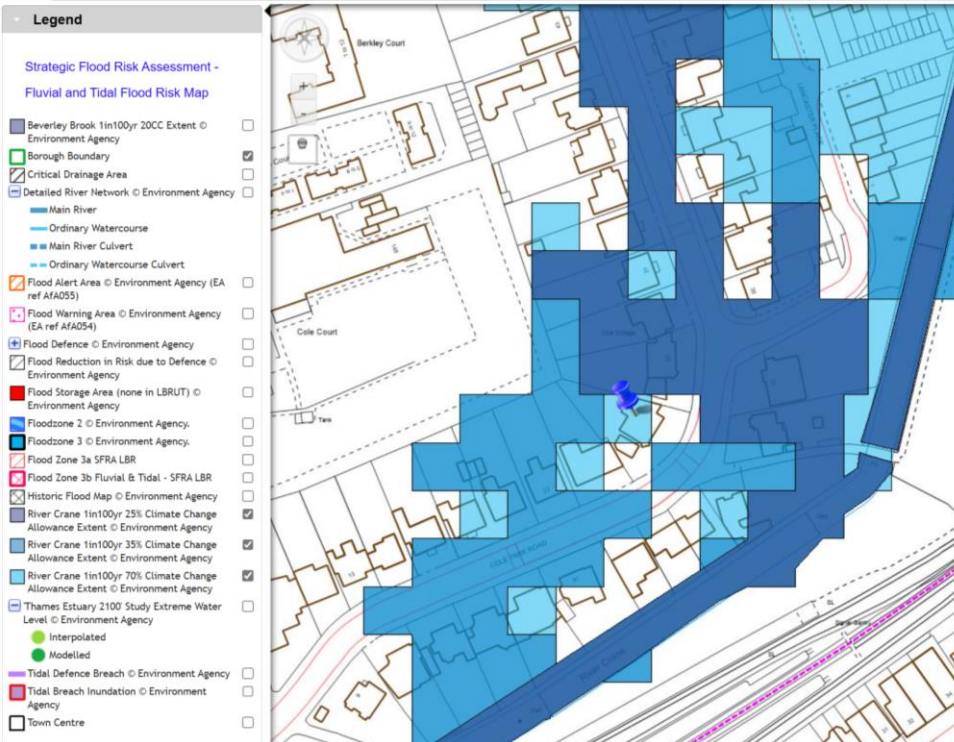 Legend
Strategic Flood Risk Assessment -
Fluvial and Tidal Flood Risk Map
Beverley Brook 1in100yr 20CC Extent ©
Environment Agency
Borough Boundary
Critical Drainage Area
Detailed River Network © Environment Agency
Main River
Ordinary Watercourse
Main River Culvert
Ordinary Watercourse Culvert
Flood Alert Area © Environment Agency (EA
ref AfA055)
Flood Warning Area © Environment Agency
(EA ref AfA054)
Flood Defence © Environment Agency
Flood Reduction in Risk due to Defence ©
Environment Agency
Flood Storage Area (none in LBRUT) ©
Environment Agency
Floodzone 2 © Environment Agency.
Floodzone 3 © Environment Agency.
Flood Zone 3a SFRA LBR
Flood Zone 3b Fluvial & Tidal - SFRA LBR
Historic Flood Map © Environment Agency
River Crane 1in100yr 25% Climate Change
Allowance Extent © Environment Agency
River Crane 1in100yr 35% Climate Change
Allowance Extent © Environment Agency
River Crane 1in100yr 70% Climate Change
Allowance Extent © Environment Agency
'Thames Estuary 2100' Study Extreme Water
Level © Environment Agency
Interpolated
Modelled
Tidal Defence Breach © Environment Agency
Tidal Breach Inundation © Environment
Agency
Town Centre
Berkley Court
Cole Court
Tank
COLE PARK ROAD
River Crane